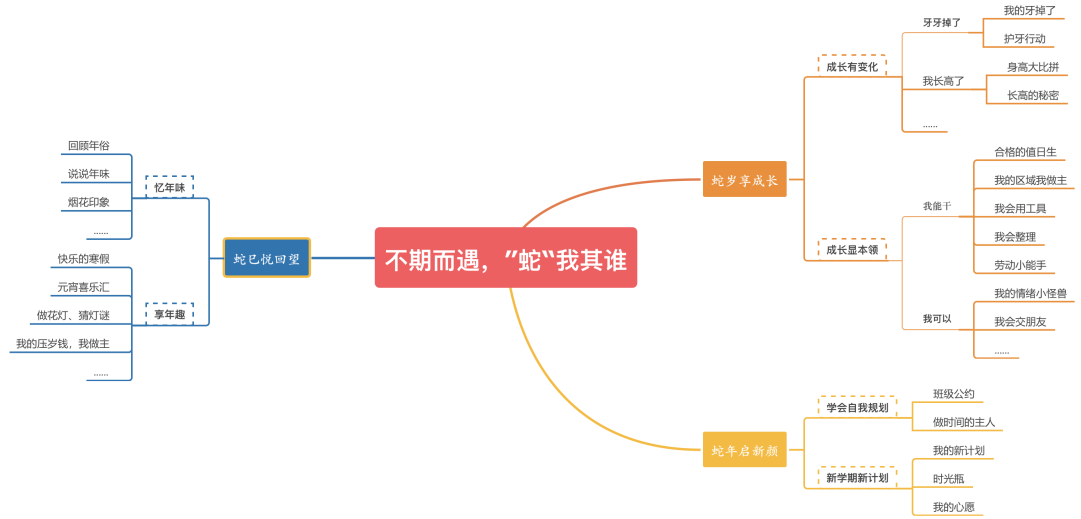 不期而遇，”蛇“我其谁
蛇已悦回望
忆年味
回顾年俗
说说年味
烟花印象
......
享年趣
快乐的寒假
元宵喜乐汇
做花灯、猜灯谜
我的压岁钱，我做主
......
蛇岁享成长
成长有变化
牙牙掉了
我的牙掉了
护牙行动
我长高了
身高大比拼
长高的秘密
......
成长显本领
我能干
合格的值日生
我的区域我做主
我会用工具
我会整理
劳动小能手
我可以
我的情绪小怪兽
我会交朋友
......
蛇年启新颜
学会自我规划
班级公约
做时间的主人
新学期新计划
我的新计划
时光瓶
我的心愿